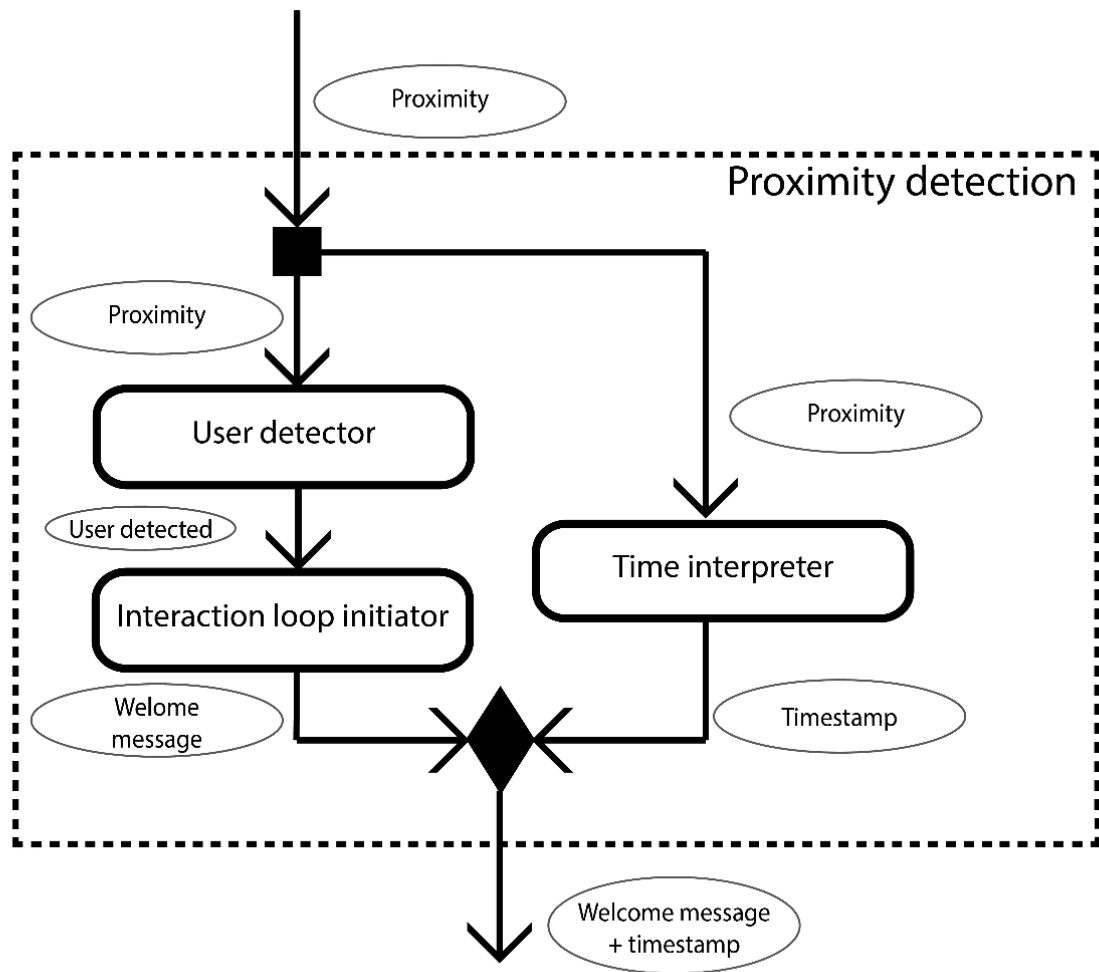 Proximity
Proximity detection
Proximity
User detector
Proximity
User detected
Time interpreter
Interaction loop initiator
Welome
message
Timestamp
Welcome message
+ timestamp